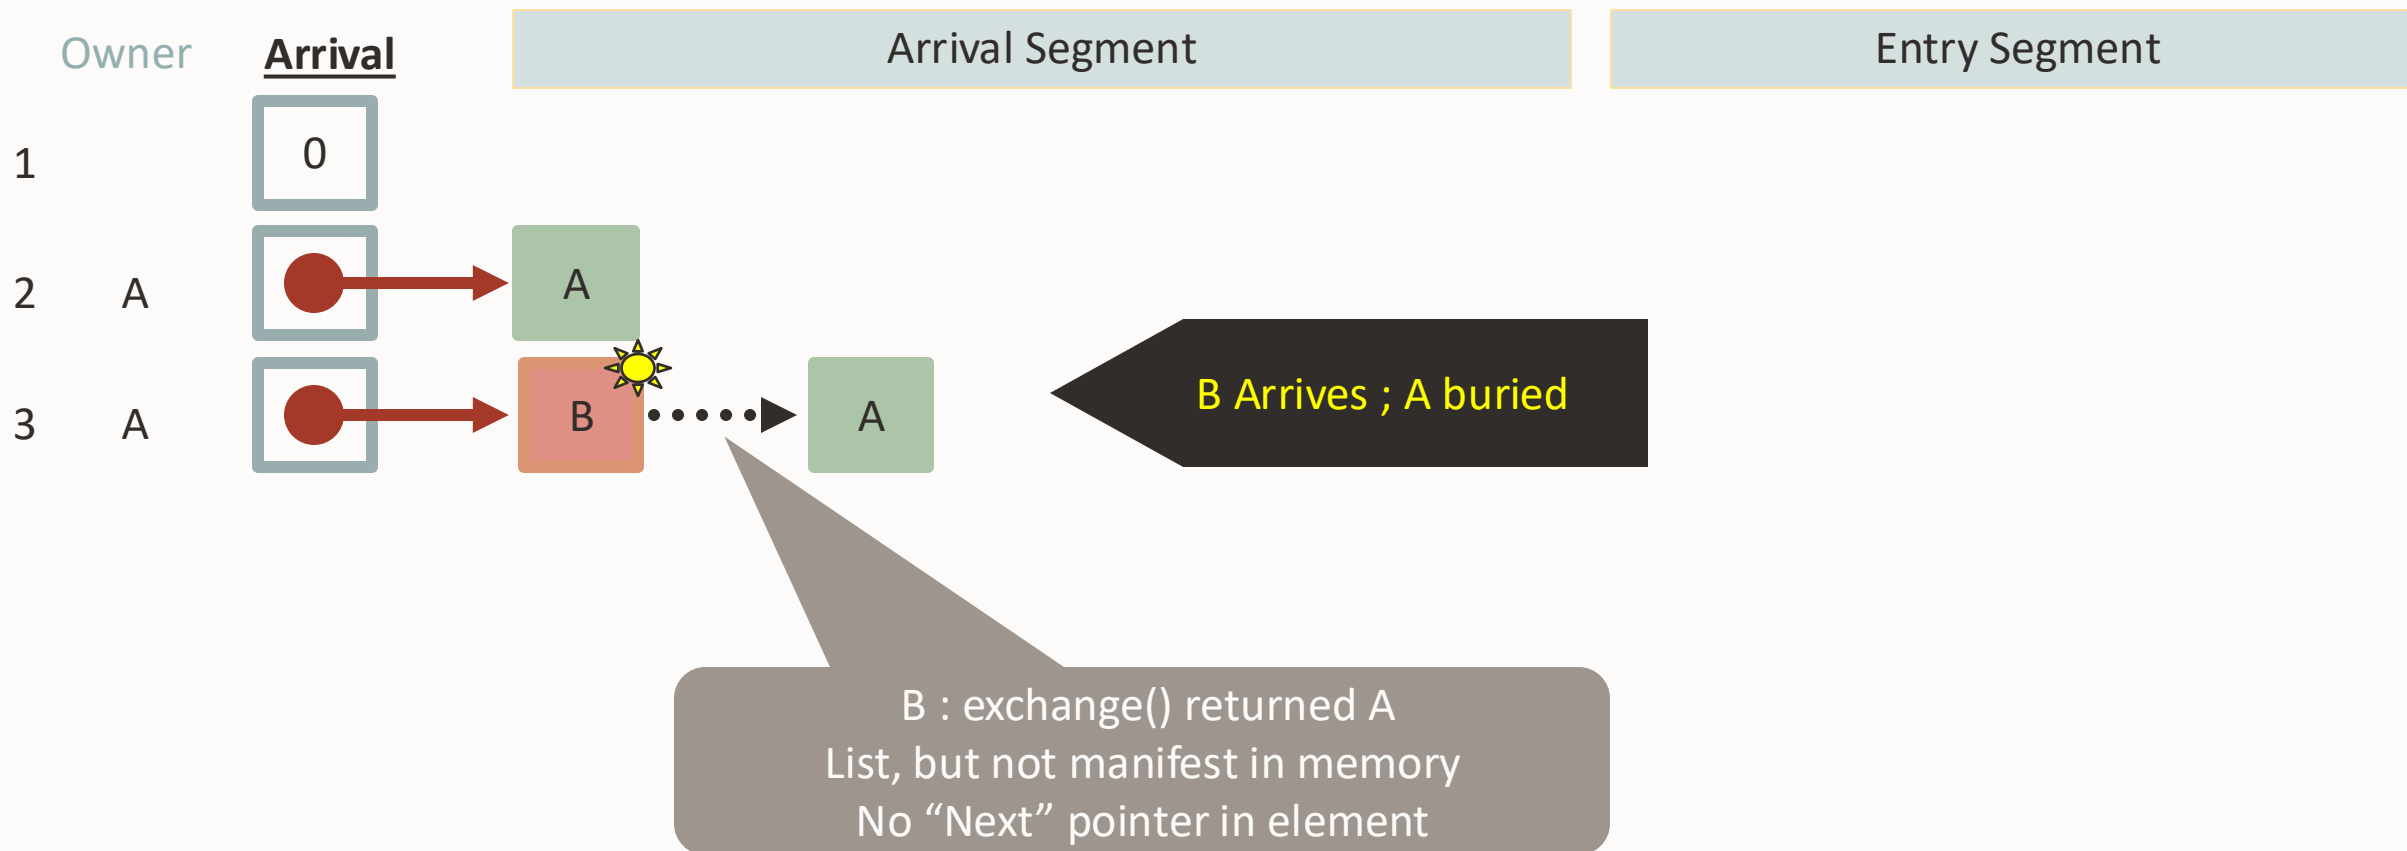 Owner
Arrival
Arrival Segment
Entry Segment
1
0
2
A
A
3
A
B
A
B Arrives ; A buried
B : exchange() returned A
List, but not manifest in memory
No “Next” pointer in element